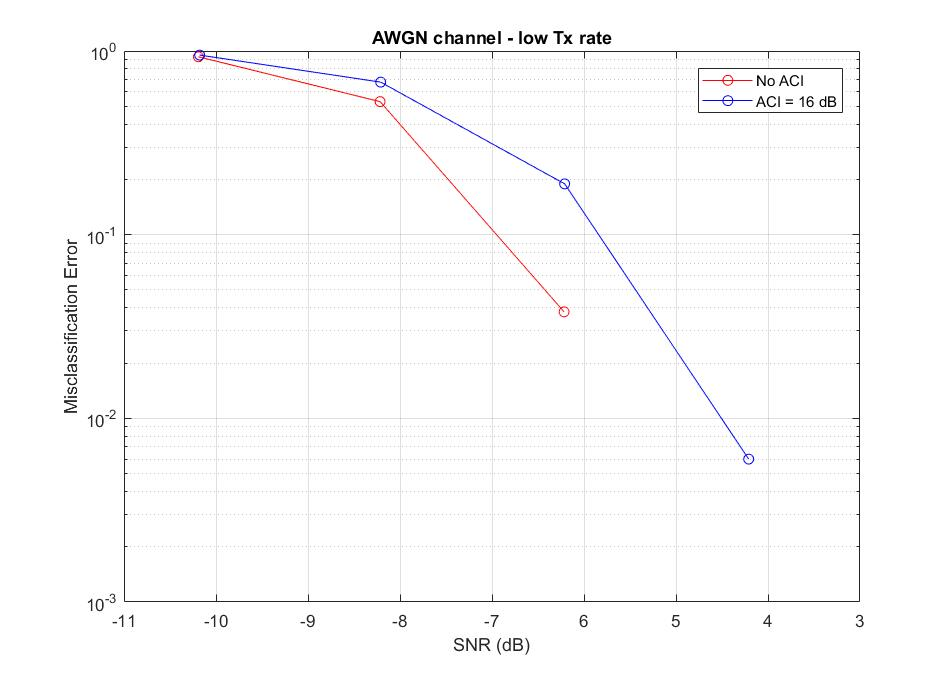 AWGN channel - low Tx rate
No ACI
ACI = 16 dB
10^0
10^-1
10^-2
10^-3
Misclassification Error
-11 -10 -9 -8 -7 6 5 4 3
SNR (dB)